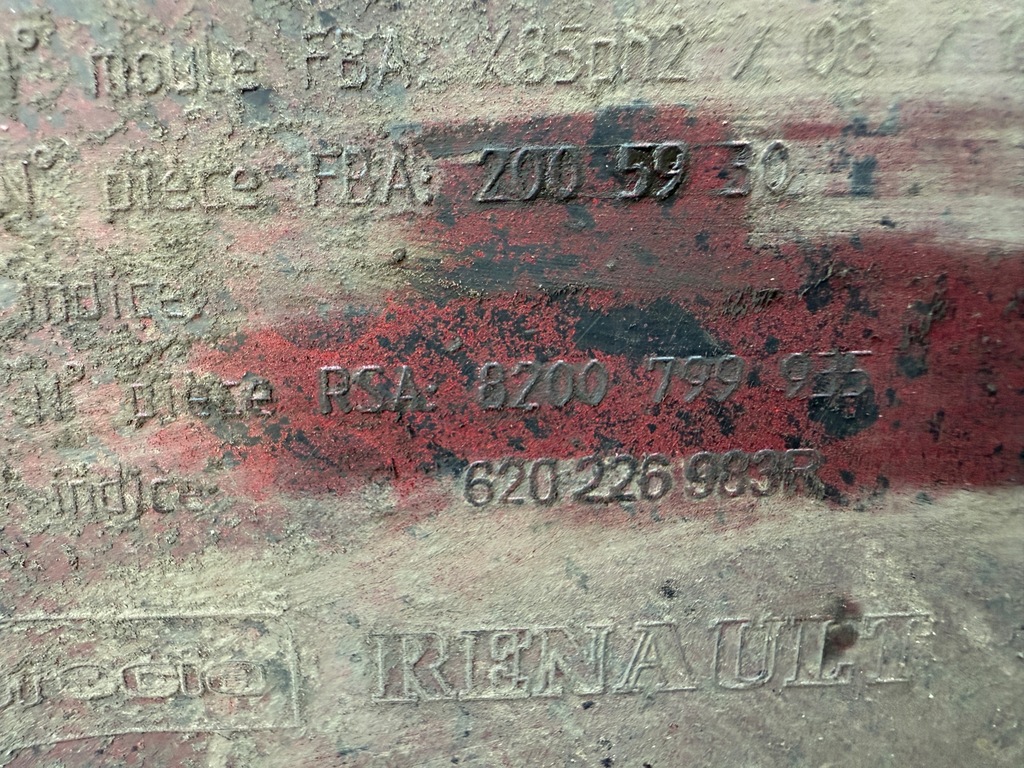 N° moule FBA: X85ph2 / 08 /
N° pièce FBA: 200 59 30
indice:
N° pièce RSA: 8200 799 9
indice: 620 226 983R
RENAULT